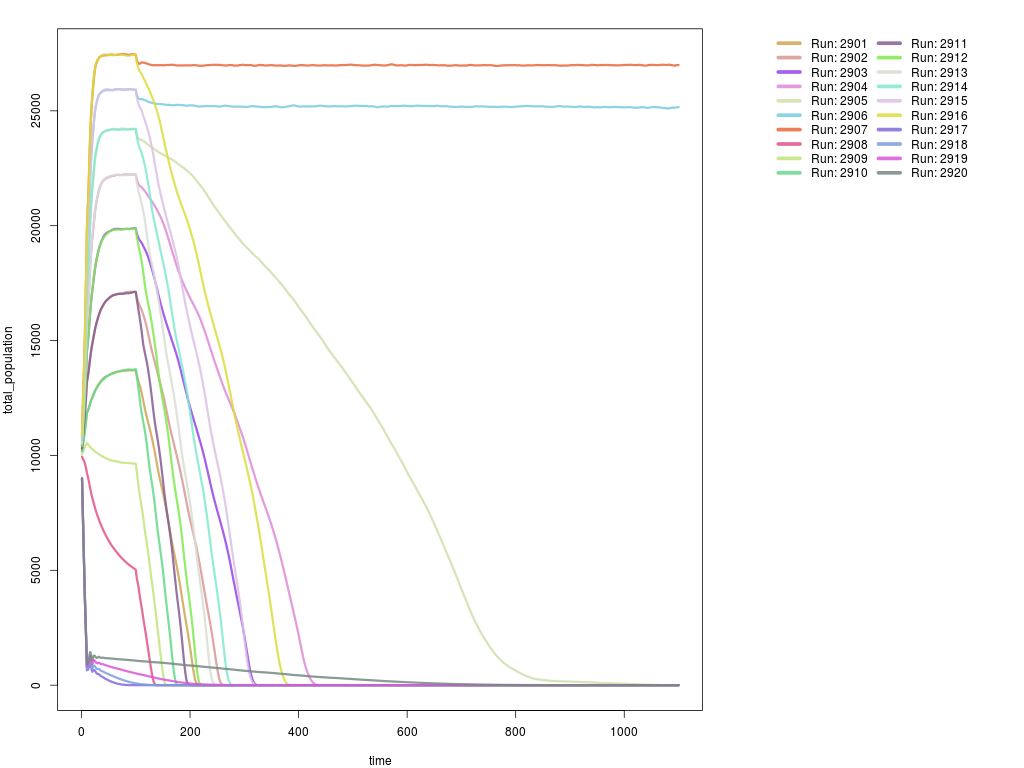 total_population
25000
20000
15000
10000
5000
0
0 200 400 600 800 1000
time
Run: 2901 Run: 2911
Run: 2902 Run: 2912
Run: 2903 Run: 2913
Run: 2904 Run: 2914
Run: 2905 Run: 2915
Run: 2906 Run: 2916
Run: 2907 Run: 2917
Run: 2908 Run: 2918
Run: 2909 Run: 2919
Run: 2910 Run: 2920